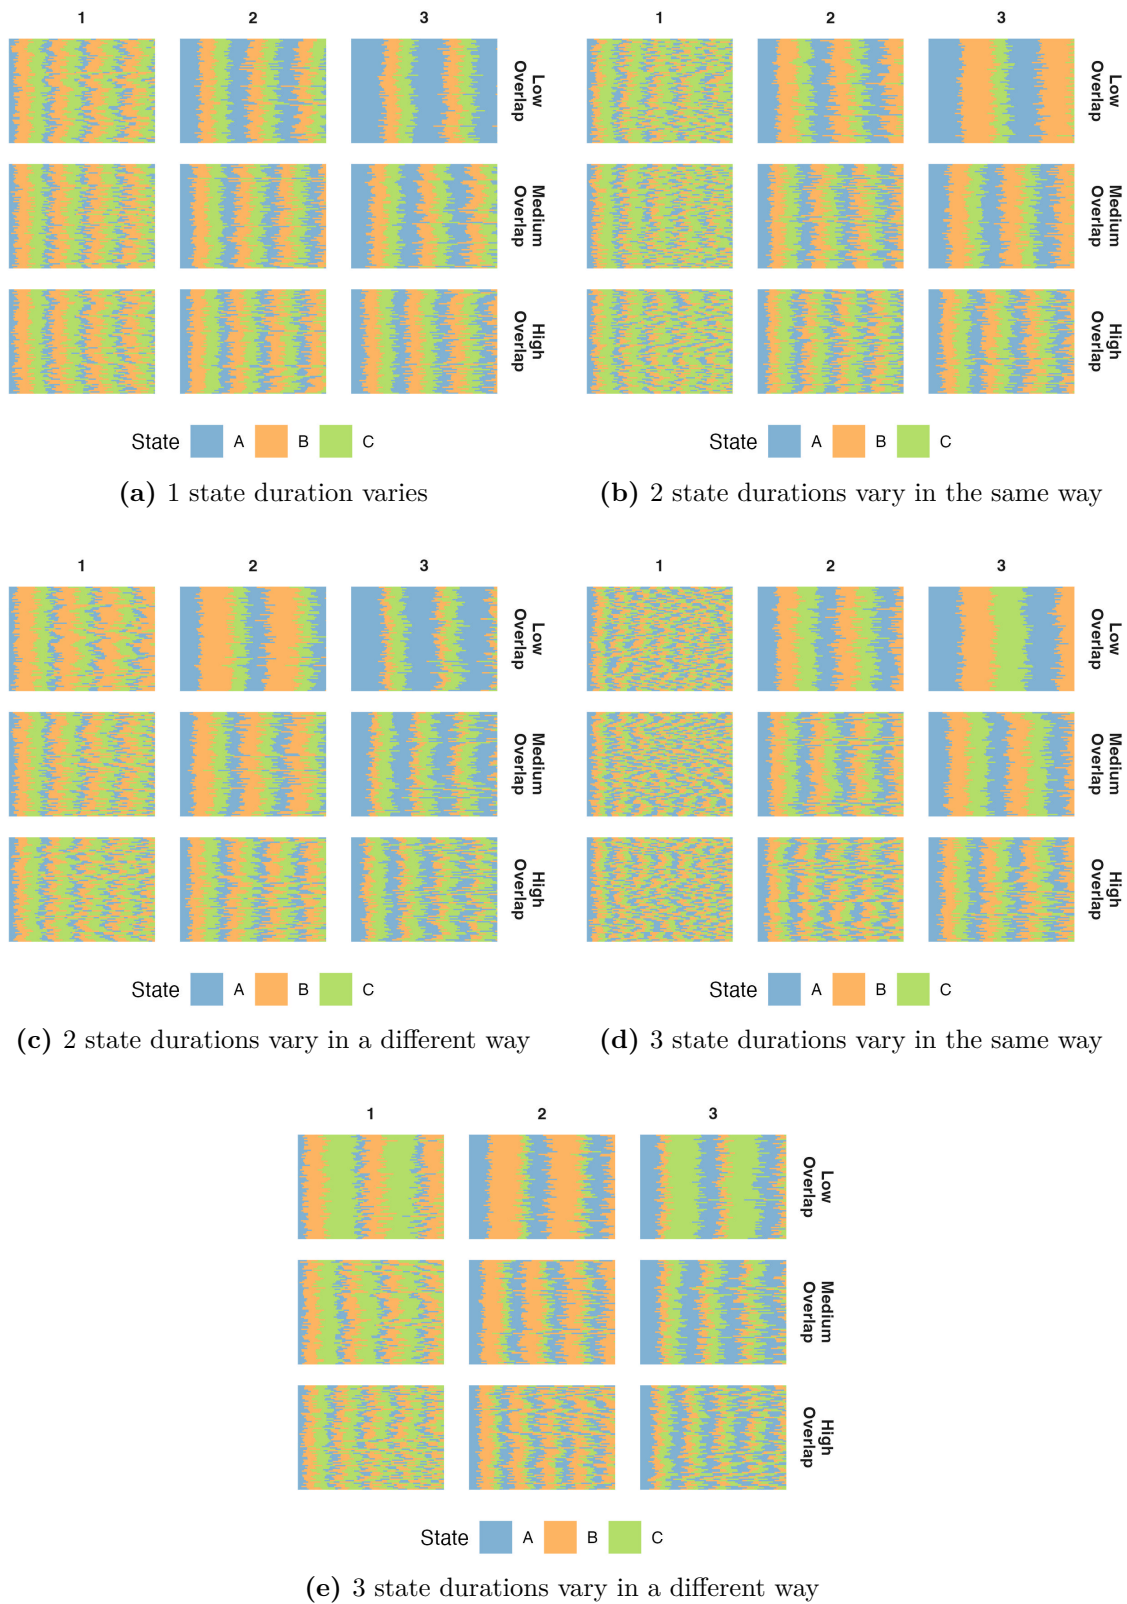 1 2 3
Low
Overlap
Medium
Overlap
High
Overlap
State A B C
(a) 1 state duration varies
1 2 3
Low
Overlap
Medium
Overlap
High
Overlap
State A B C
(b) 2 state durations vary in the same way
1 2 3
Low
Overlap
Medium
Overlap
High
Overlap
State A B C
(c) 2 state durations vary in a different way
1 2 3
Low
Overlap
Medium
Overlap
High
Overlap
State A B C
(d) 3 state durations vary in the same way
1 2 3
Low
Overlap
Medium
Overlap
High
Overlap
State A B C
(e) 3 state durations vary in a different way